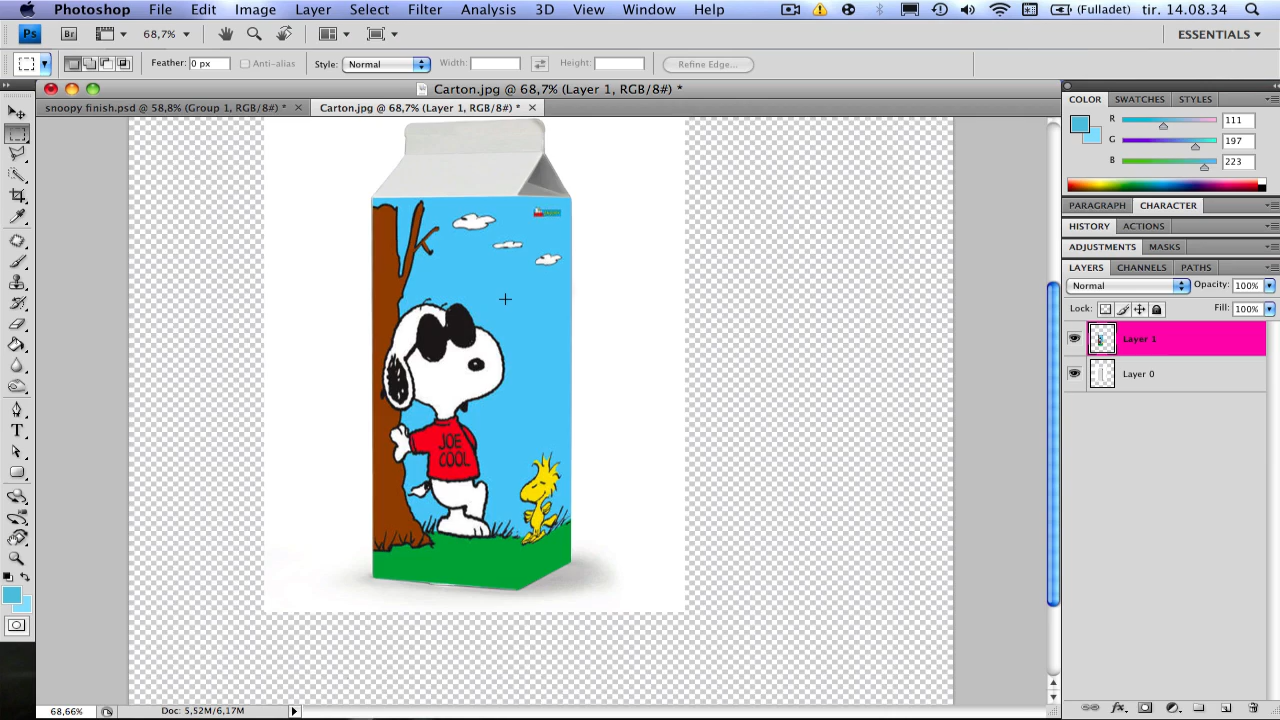 Photoshop File Edit Image Layer Select Filter Analysis 3D View Window Help (Fulladet) tir. 14.08.34
Ps Br 68,7% ESSENTIALS
Feather: 0 px Anti-alias Style: Normal Width: Height: Refine Edge...
Carton.jpg @ 68,7% (Layer 1, RGB/8#) *
snoopy finish.psd @ 58,8% (Group 1, RGB/8#) * Carton.jpg @ 68,7% (Layer 1, RGB/8#) *
COLOR SWATCHES STYLES
R 111
G 197
B 223
PARAGRAPH CHARACTER
HISTORY ACTIONS
ADJUSTMENTS MASKS
LAYERS CHANNELS PATHS
Normal Opacity: 100%
Lock: Fill: 100%
Layer 1
Layer 0
JOE
COOL
T
68,66% Doc: 5,52M/6,17M
fx